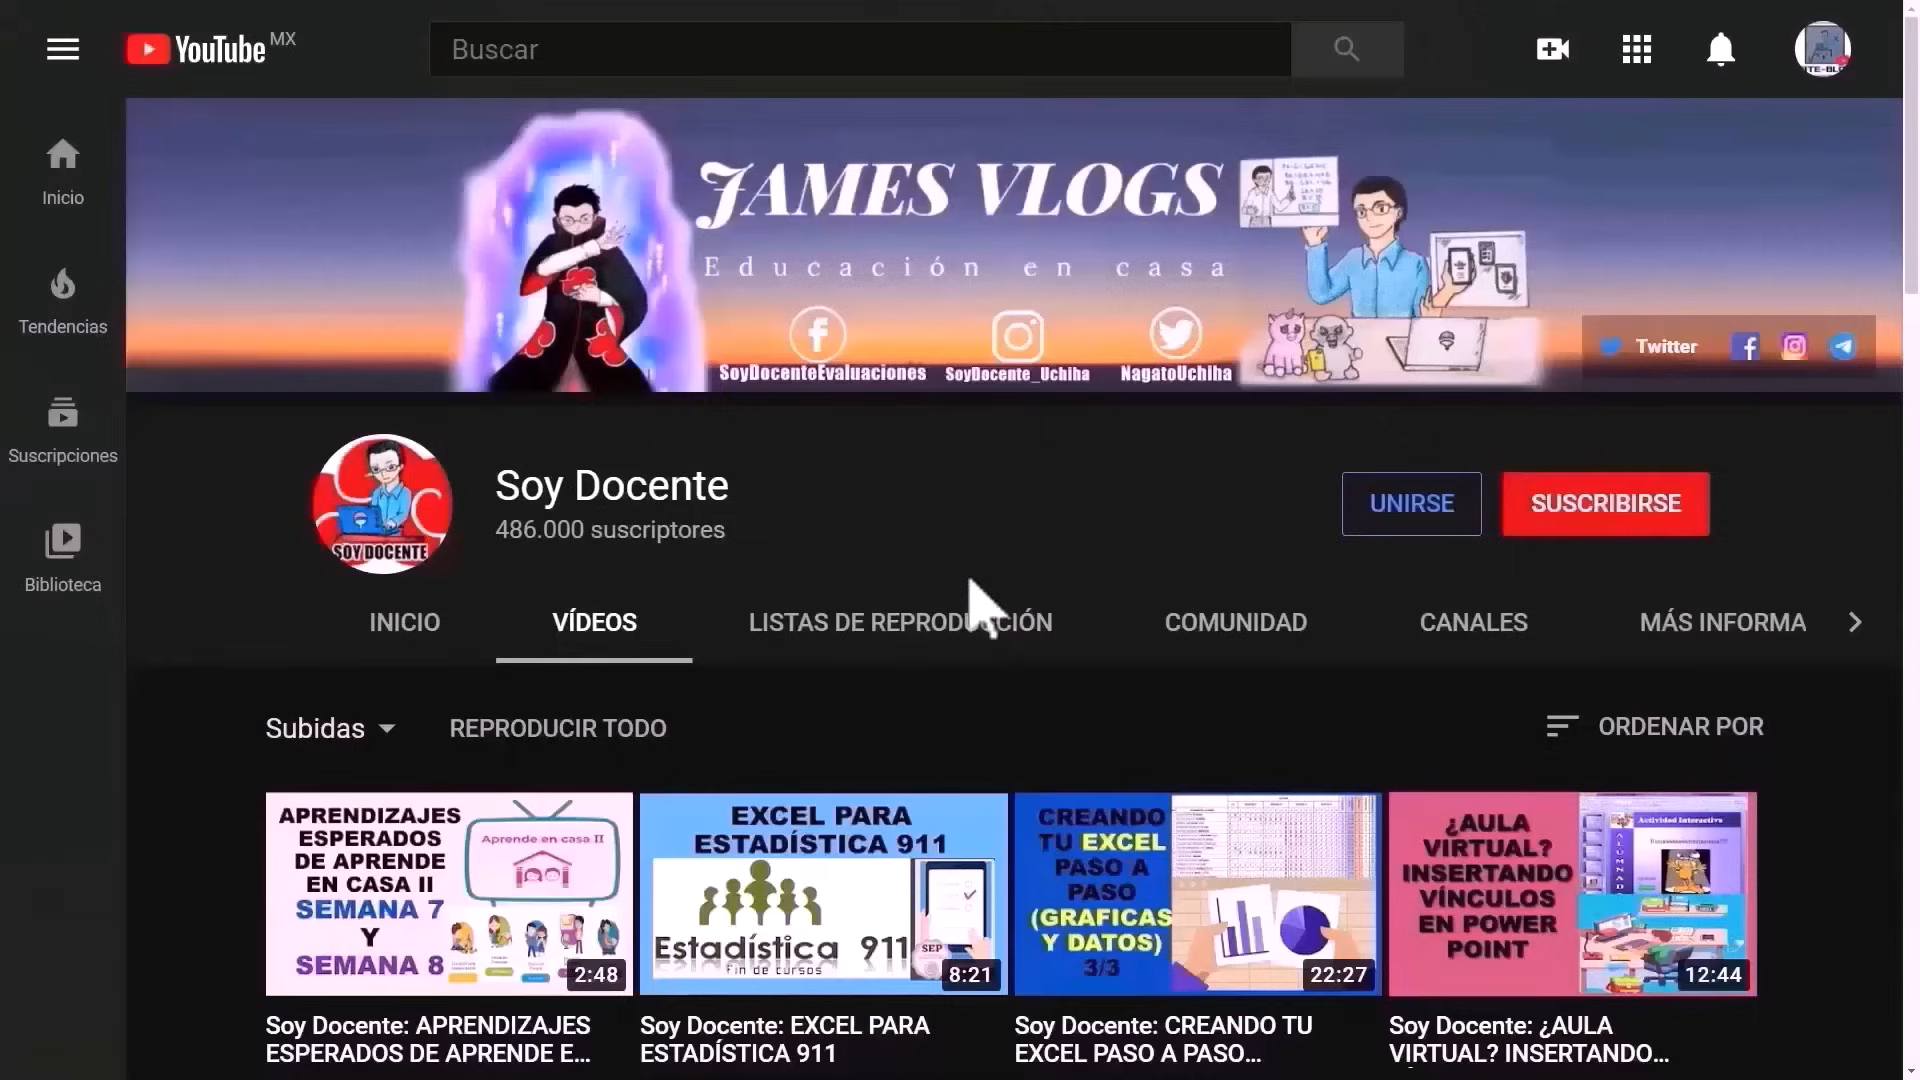 YouTube MX
Buscar
Inicio
Tendencias
Suscripciones
Biblioteca
JAMES VLOGS
Educación en casa
SoyDocenteEvaluaciones
SoyDocente_Uchiha
NagatoUchiha
Twitter
SOY DOCENTE
Soy Docente
486.000 suscriptores
UNIRSE
SUSCRIBIRSE
INICIO
VÍDEOS
LISTAS DE REPRODUCCIÓN
COMUNIDAD
CANALES
MÁS INFORMA
Subidas
REPRODUCIR TODO
ORDENAR POR
APRENDIZAJES
ESPERADOS
DE APRENDE
EN CASA II
SEMANA 7
Y
SEMANA 8
Aprende en casa II
2:48
EXCEL PARA
ESTADÍSTICA 911
Estadística 911
Fin de cursos
SEP
8:21
CREANDO
TU EXCEL
PASO A
PASO
(GRAFICAS
Y DATOS)
3/3
22:27
¿AULA
VIRTUAL?
INSERTANDO
VÍNCULOS
EN POWER
POINT
Actividad Interactiva
12:44
Soy Docente: APRENDIZAJES
ESPERADOS DE APRENDE E...
Soy Docente: EXCEL PARA
ESTADÍSTICA 911
Soy Docente: CREANDO TU
EXCEL PASO A PASO...
Soy Docente: ¿AULA
VIRTUAL? INSERTANDO...